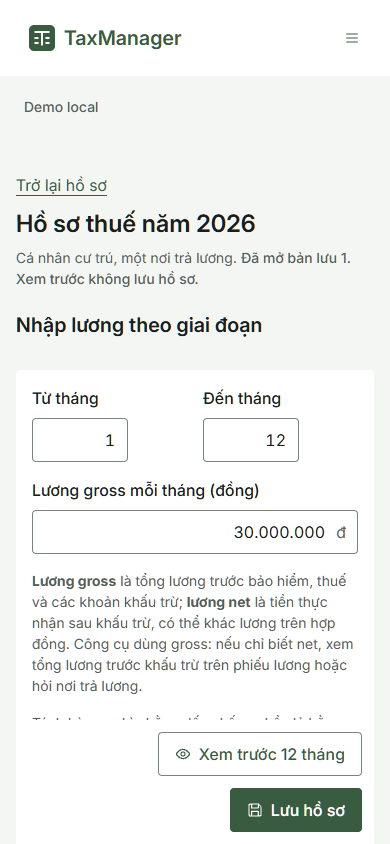 TaxManager
Demo local
Trở lại hồ sơ
Hồ sơ thuế năm 2026
Cá nhân cư trú, một nơi trả lương. Đã mở bản lưu 1.
Xem trước không lưu hồ sơ.
Nhập lương theo giai đoạn
Từ tháng
Đến tháng
1
12
Lương gross mỗi tháng (đồng)
30.000.000 đ
Lương gross là tổng lương trước bảo hiểm, thuế
và các khoản khấu trừ; lương net là tiền thực
nhận sau khấu trừ, có thể khác lương trên hợp
đồng. Công cụ dùng gross: nếu chỉ biết net, xem
tổng lương trước khấu trừ trên phiếu lương hoặc
hỏi nơi trả lương.
Xem trước 12 tháng
Lưu hồ sơ